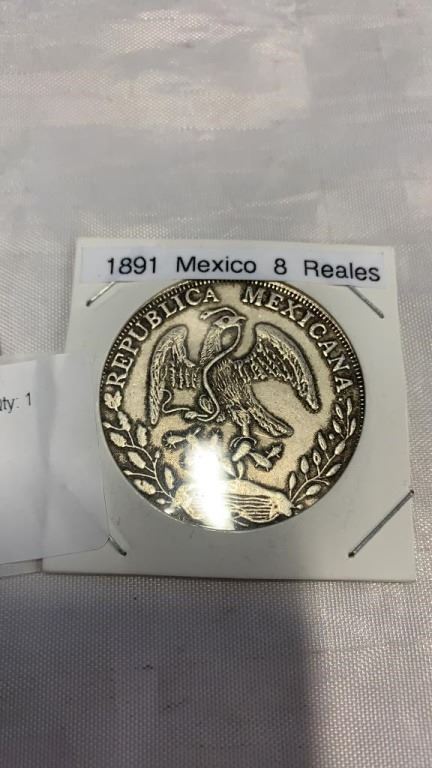 1891 Mexico 8 Reales
REPUBLICA MEXICANA
ty: 1